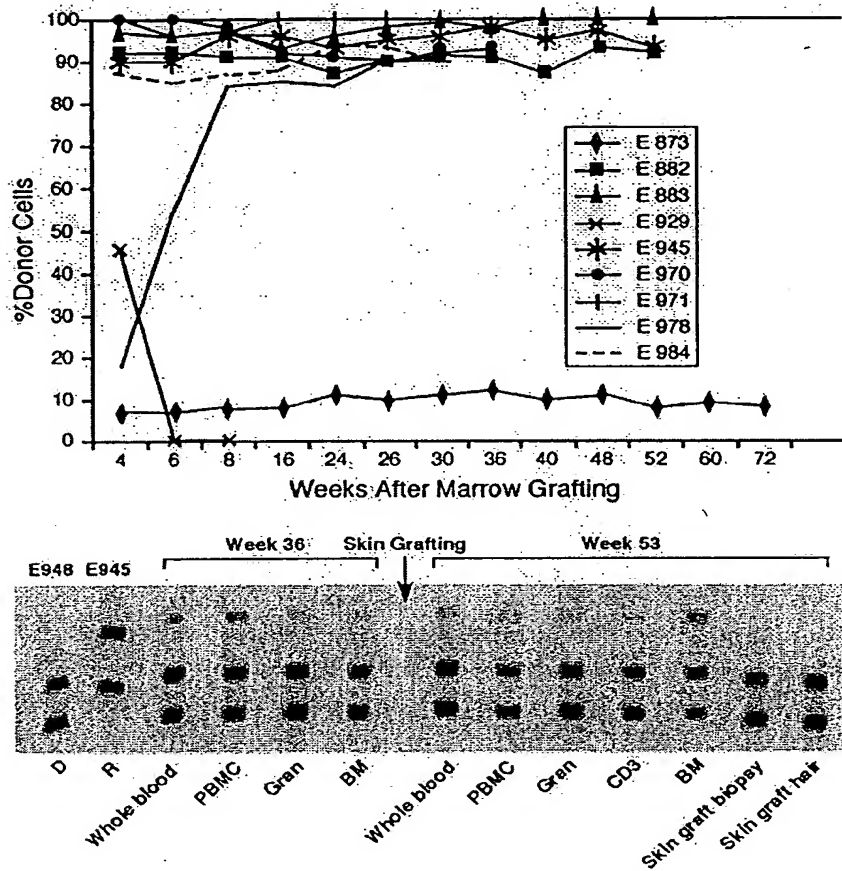 %Donor Cells
100
90
80
70
60
50
40
30
20
10
0
E 873
E 882
E 883
E 929
E 945
E 970
E 971
E 978
E 984
4 6 8 16 24 26 30 36 40 48 52 60 72
Weeks After Marrow Grafting
Week 36 Skin Grafting Week 53
E948 E945
D R Whole blood PBMC Gran BM Whole blood PBMC Gran CD3 BM Skin graft biopsy Skin graft hair